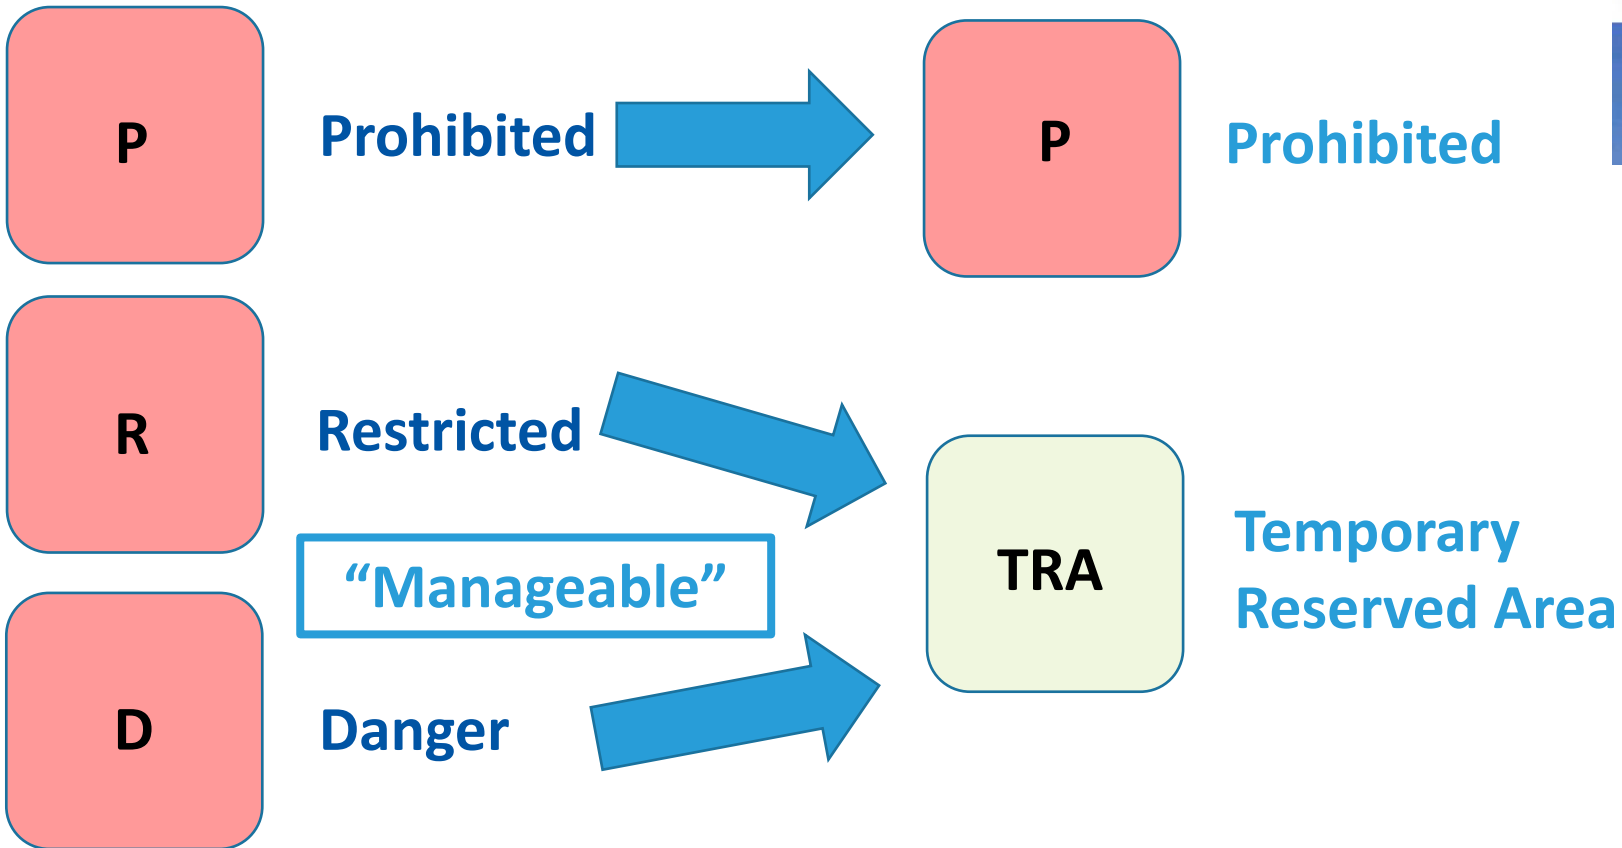 P
Prohibited
P
Prohibited
R
Restricted
“Manageable”
TRA
Temporary
Reserved Area
D
Danger